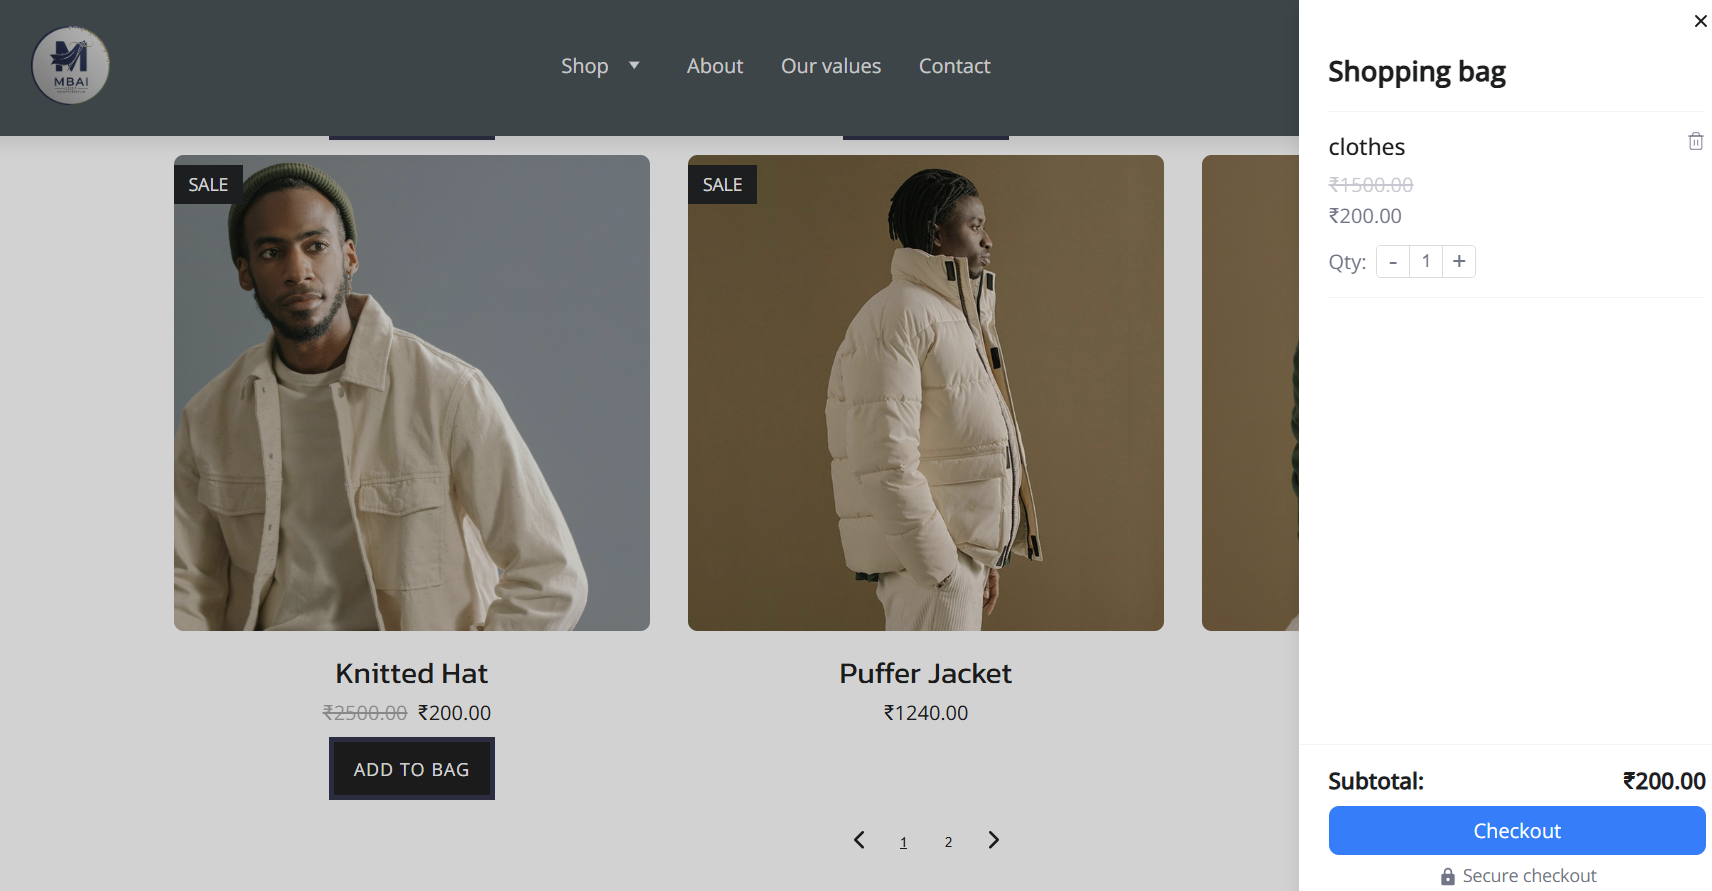 MBAI
Shop
About
Our values
Contact
SALE
SALE
Knitted Hat
₹2500.00 ₹200.00
ADD TO BAG
Puffer Jacket
₹1240.00
1 2
Shopping bag
clothes
₹1500.00
₹200.00
Qty: - 1 +
Subtotal: ₹200.00
Checkout
Secure checkout